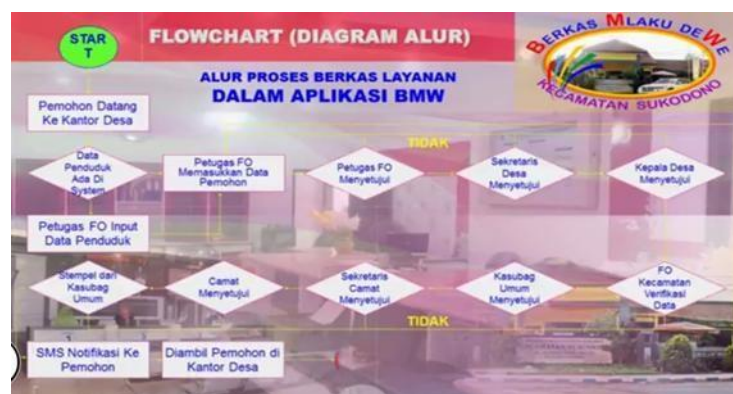 STAR
T
FLOWCHART (DIAGRAM ALUR)
BERKAS MLAKU DEWE
KECAMATAN SUKODONO
ALUR PROSES BERKAS LAYANAN
DALAM APLIKASI BMW
Pemohon Datang
Ke Kantor Desa
TIDAK
Data
Penduduk
Ada Di
System
Petugas FO
Memasukkan Data
Pemohon
Petugas FO
Menyetujui
Sekretaris
Desa
Menyetujui
Kepala Desa
Menyetujui
Petugas FO Input
Data Penduduk
Stempel dari
Kasubag
Umum
Camat
Menyetujui
Sekretaris
Camat
Menyetujui
Kasubag
Umum
Menyetujui
FO
Kecamatan
Verifikasi
Data
TIDAK
SMS Notifikasi Ke
Pemohon
Diambil Pemohon di
Kantor Desa